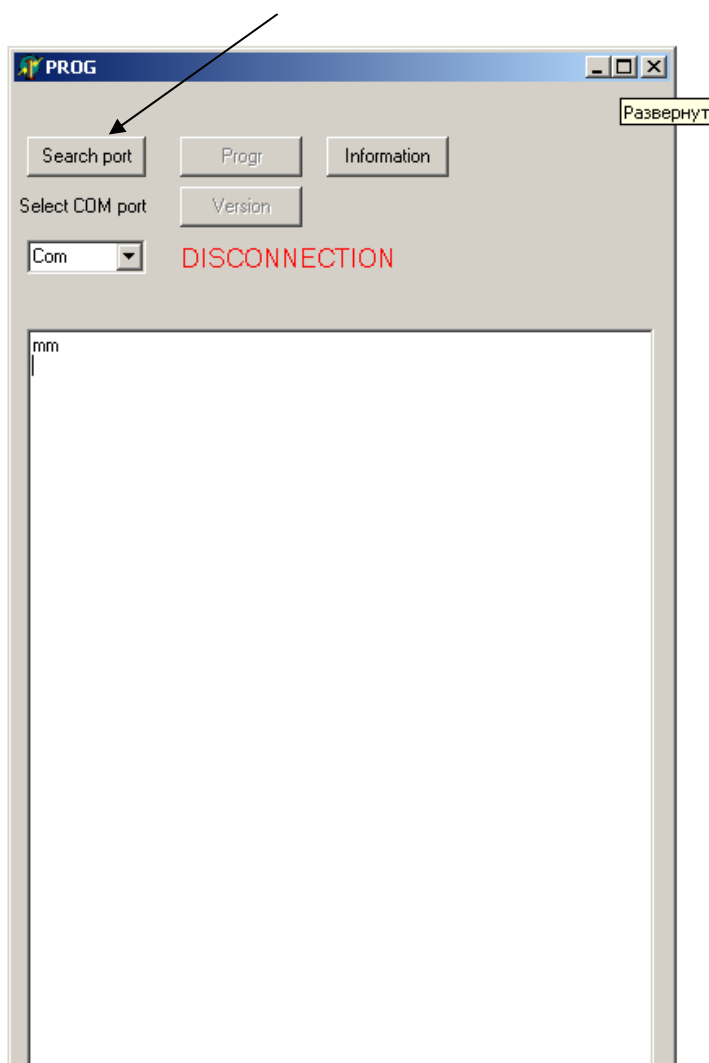 PROG
Развернут
Search port
Progr
Information
Select COM port
Version
Com
DISCONNECTION
mm